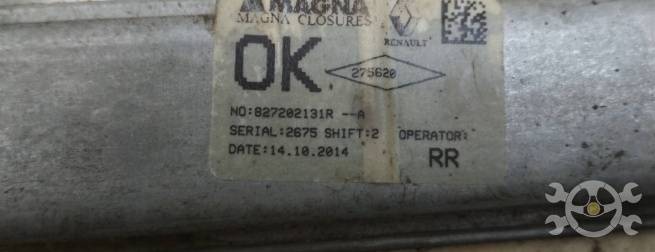 MAGNA
MAGNA CLOSURES
RENAULT
OK
275620
NO:827202131R --A
SERIAL:2675 SHIFT:2 OPERATOR:
DATE:14.10.2014
RR